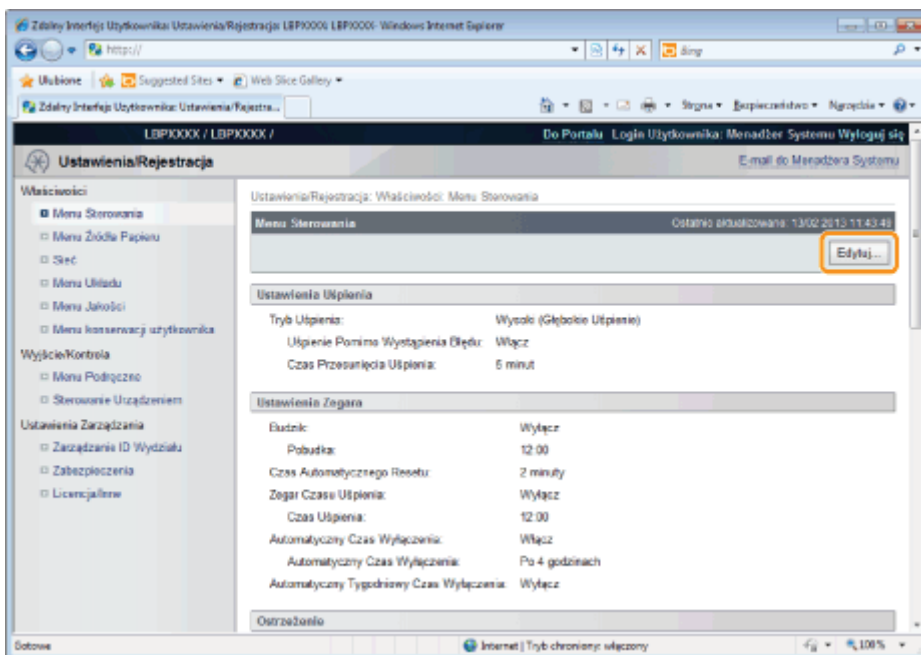 Zdalny Interfejs Użytkownika: Ustawienia/Rejestracja: LBPXXXX: LBPXXXX - Windows Internet Explorer
http://
Bing
Ulubione Suggested Sites Web Slice Gallery
Zdalny Interfejs Użytkownika: Ustawienia/Rejestra... Strona Bezpieczeństwo Narzędzia
LBPXXXX / LBPXXXX /
Do Portalu Login Użytkownika: Menadżer Systemu Wyloguj się
Ustawienia/Rejestracja
E-mail do Menadżera Systemu
Właściwości
Menu Sterowania
Menu Źródła Papieru
Sieć
Menu Układu
Menu Jakości
Menu konserwacji użytkownika
Wyjście/Kontrola
Menu Podręczne
Sterowanie Urządzeniem
Ustawienia Zarządzania
Zarządzanie ID Wydziału
Zabezpieczenia
Licencja/Inne
Ustawienia/Rejestracja: Właściwości: Menu Sterowania
Menu Sterowania Ostatnio aktualizowane: 13/02 2013 11:43:48
Edytuj...
Ustawienia Uśpienia
Tryb Uśpienia: Wysoki (Głębokie Uśpienie)
Uśpienie Pomimo Wystąpienia Błędu: Włącz
Czas Przesunięcia Uśpienia: 5 minut
Ustawienia Zegara
Budzik: Wyłącz
Pobudka: 12:00
Czas Automatycznego Resetu: 2 minuty
Zegar Czasu Uśpienia: Wyłącz
Czas Uśpienia: 12:00
Automatyczny Czas Wyłączenia: Włącz
Automatyczny Czas Wyłączenia: Po 4 godzinach
Automatyczny Tygodniowy Czas Wyłączenia: Wyłącz
Ostrzeżenie
Gotowe Internet | Tryb chroniony: włączony 100%